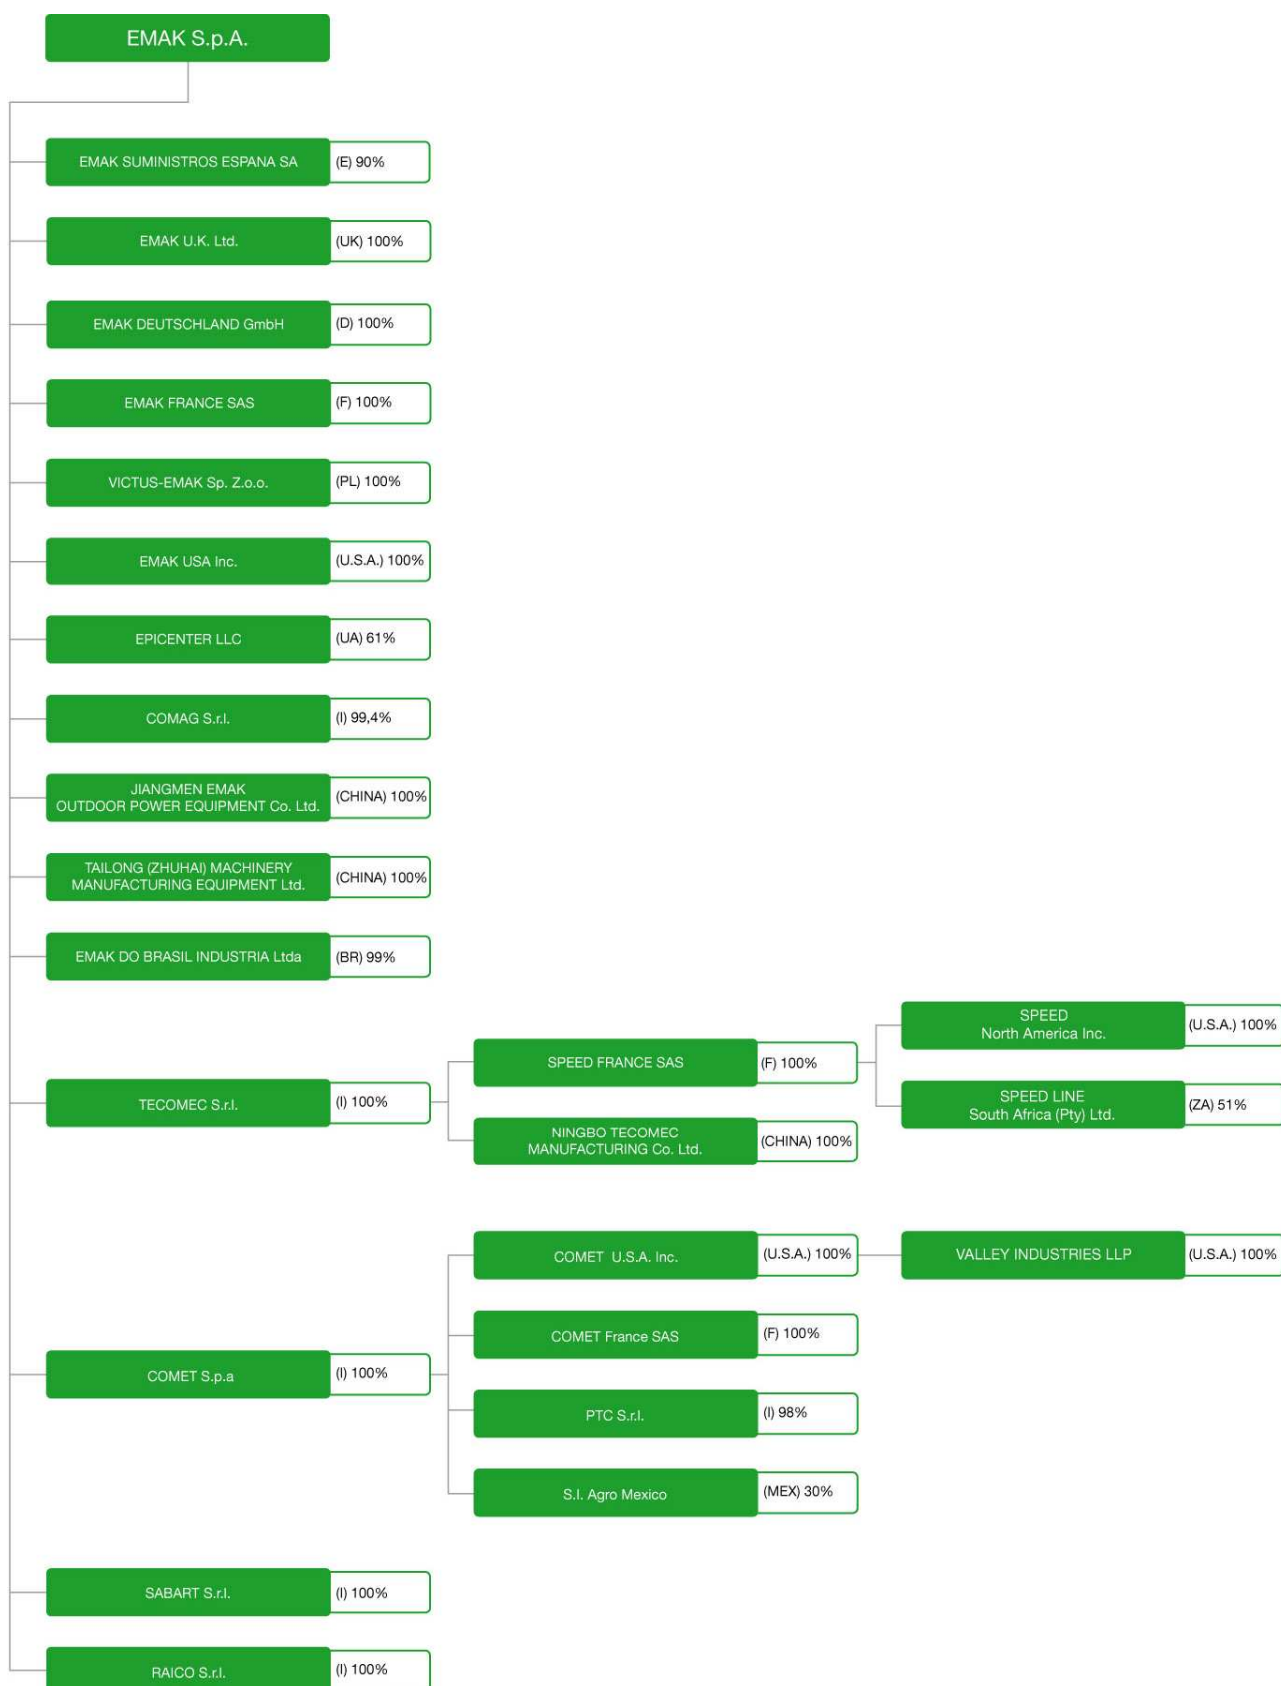 EMAK S.p.A.
EMAK SUMINISTROS ESPANA SA (E) 90%
EMAK U.K. Ltd. (UK) 100%
EMAK DEUTSCHLAND GmbH (D) 100%
EMAK FRANCE SAS (F) 100%
VICTUS-EMAK Sp. Z.o.o. (PL) 100%
EMAK USA Inc. (U.S.A.) 100%
EPICENTER LLC (UA) 61%
COMAG S.r.l. (I) 99,4%
JIANGMEN EMAK
OUTDOOR POWER EQUIPMENT Co. Ltd.
(CHINA) 100%
TAILONG (ZHUHAI) MACHINERY
MANUFACTURING EQUIPMENT Ltd.
(CHINA) 100%
EMAK DO BRASIL INDUSTRIA Ltda (BR) 99%
TECOMEC S.r.l. (I) 100%
SPEED FRANCE SAS (F) 100%
SPEED
North America Inc.
(U.S.A.) 100%
SPEED LINE
South Africa (Pty) Ltd.
(ZA) 51%
NINGBO TECOMEC
MANUFACTURING Co. Ltd.
(CHINA) 100%
COMET S.p.a (I) 100%
COMET U.S.A. Inc. (U.S.A.) 100%
VALLEY INDUSTRIES LLP (U.S.A.) 100%
COMET France SAS (F) 100%
PTC S.r.l. (I) 98%
S.I. Agro Mexico (MEX) 30%
SABART S.r.l. (I) 100%
RAICO S.r.l. (I) 100%